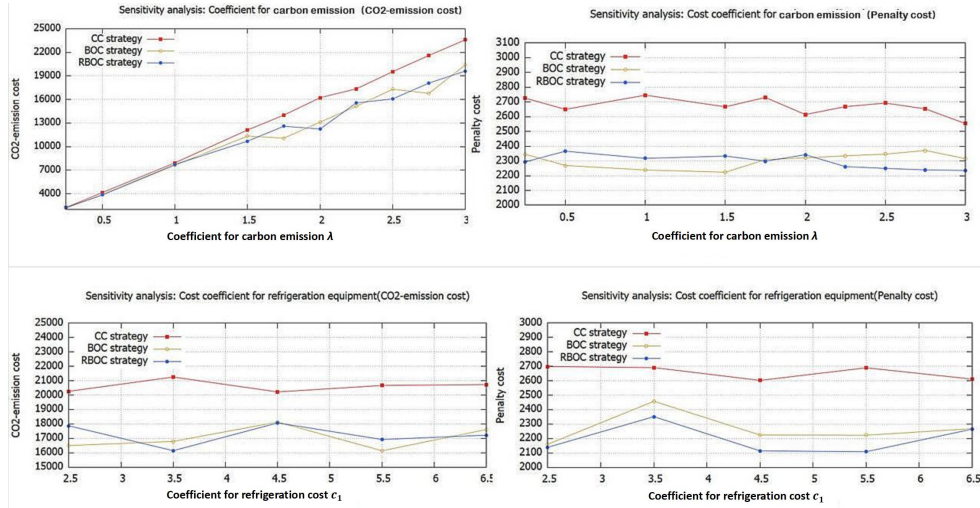 Sensitivity analysis: Coefficient for carbon emission (CO2-emission cost)
25000
22000
19000
16000
13000
10000
7000
4000
CO2-emission cost
CC strategy
BOC strategy
RBOC strategy
0.5 1 1.5 2 2.5 3
Coefficient for carbon emission λ
Sensitivity analysis: Cost coefficient for carbon emission (Penalty cost)
3100
3000
2900
2800
2700
2600
2500
2400
2300
2200
2100
2000
Penalty cost
CC strategy
BOC strategy
RBOC strategy
0.5 1 1.5 2 2.5 3
Coefficient for carbon emission λ
Sensitivity analysis: Cost coefficient for refrigeration equipment(CO2-emission cost)
25000
24000
23000
22000
21000
20000
19000
18000
17000
16000
15000
CO2-emission cost
CC strategy
BOC strategy
RBOC strategy
2.5 3 3.5 4 4.5 5 5.5 6 6.5
Coefficient for refrigeration cost c₁
Sensitivity analysis: Cost coefficient for refrigeration equipment(Penalty cost)
3000
2900
2800
2700
2600
2500
2400
2300
2200
2100
2000
Penalty cost
CC strategy
BOC strategy
RBOC strategy
2.5 3 3.5 4 4.5 5 5.5 6 6.5
Coefficient for refrigeration cost c₁